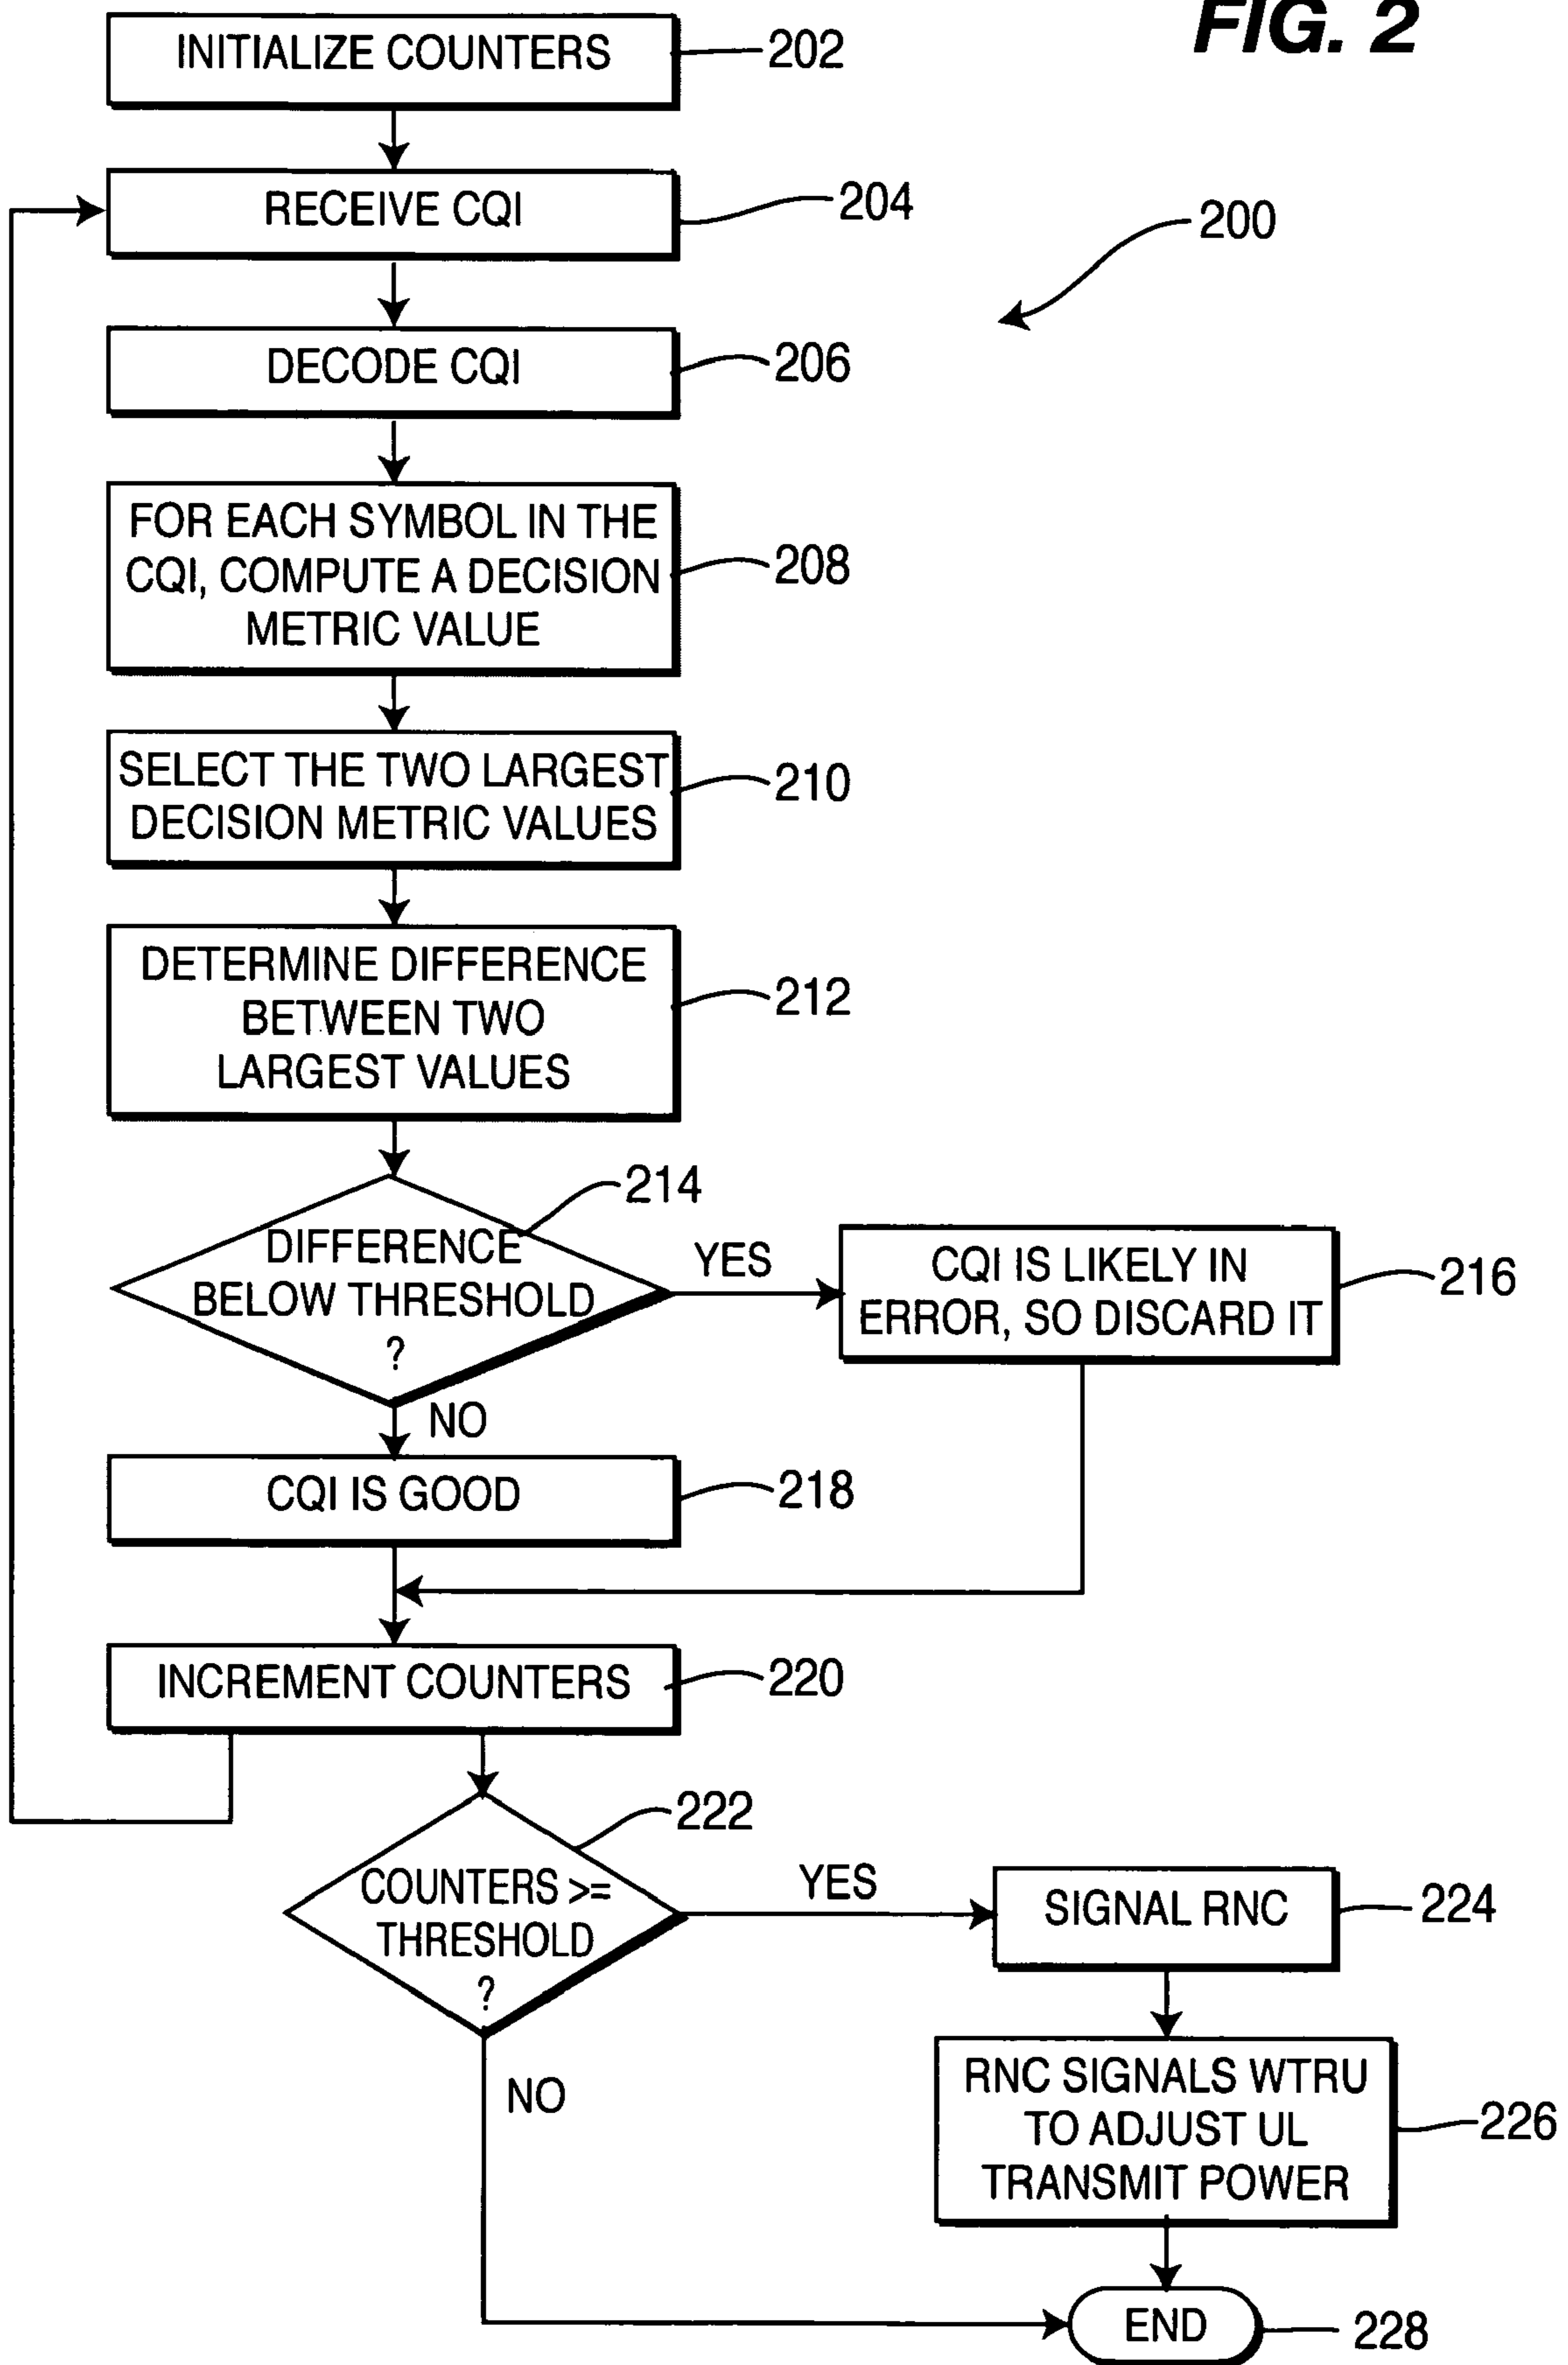 FIG. 2
INITIALIZE COUNTERS
202
RECEIVE CQI
204
200
DECODE CQI
206
FOR EACH SYMBOL IN THE
CQI, COMPUTE A DECISION
METRIC VALUE
208
SELECT THE TWO LARGEST
DECISION METRIC VALUES
210
DETERMINE DIFFERENCE
BETWEEN TWO
LARGEST VALUES
212
214
DIFFERENCE
BELOW THRESHOLD
?
YES
CQI IS LIKELY IN
ERROR, SO DISCARD IT
216
NO
CQI IS GOOD
218
INCREMENT COUNTERS
220
222
COUNTERS >=
THRESHOLD
?
YES
SIGNAL RNC
224
NO
RNC SIGNALS WTRU
TO ADJUST UL
TRANSMIT POWER
226
END
228